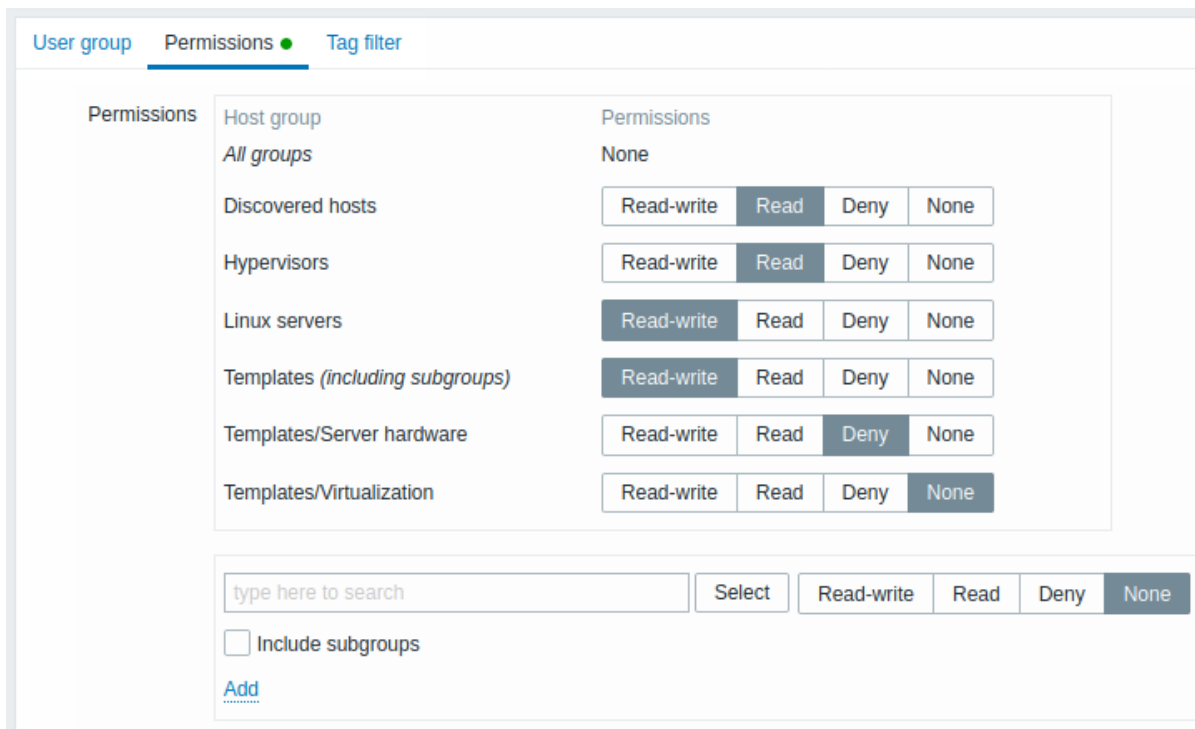 User group Permissions Tag filter
Permissions Host group Permissions
All groups None
Discovered hosts Read-write Read Deny None
Hypervisors Read-write Read Deny None
Linux servers Read-write Read Deny None
Templates (including subgroups) Read-write Read Deny None
Templates/Server hardware Read-write Read Deny None
Templates/Virtualization Read-write Read Deny None
type here to search Select Read-write Read Deny None
Include subgroups
Add